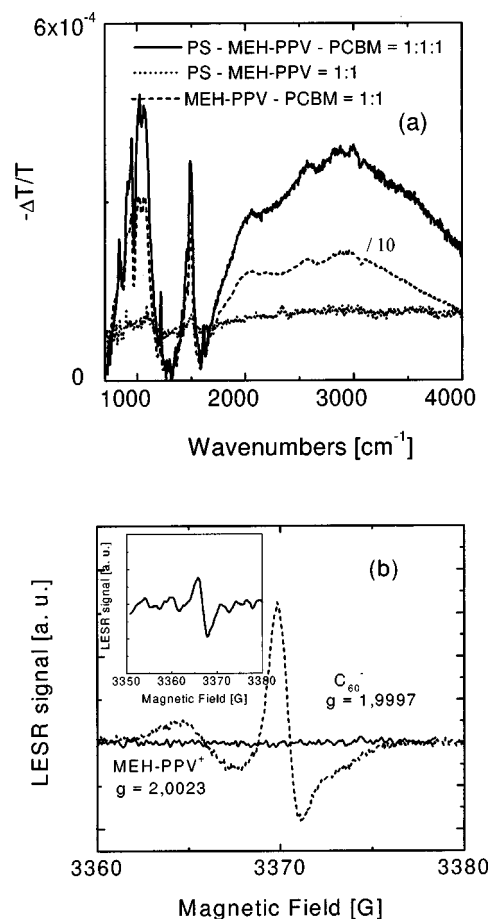 6x10⁻⁴
PS - MEH-PPV - PCBM = 1:1:1
PS - MEH-PPV = 1:1
MEH-PPV - PCBM = 1:1
(a)
-ΔT/T
/ 10
0
1000 2000 3000 4000
Wavenumbers [cm⁻¹]
(b)
LESR signal [a. u.]
3350 3360 3370 3380
Magnetic Field [G]
C₆₀⁻
g = 1,9997
LESR signal [a. u.]
MEH-PPV⁺
g = 2,0023
3360 3370 3380
Magnetic Field [G]